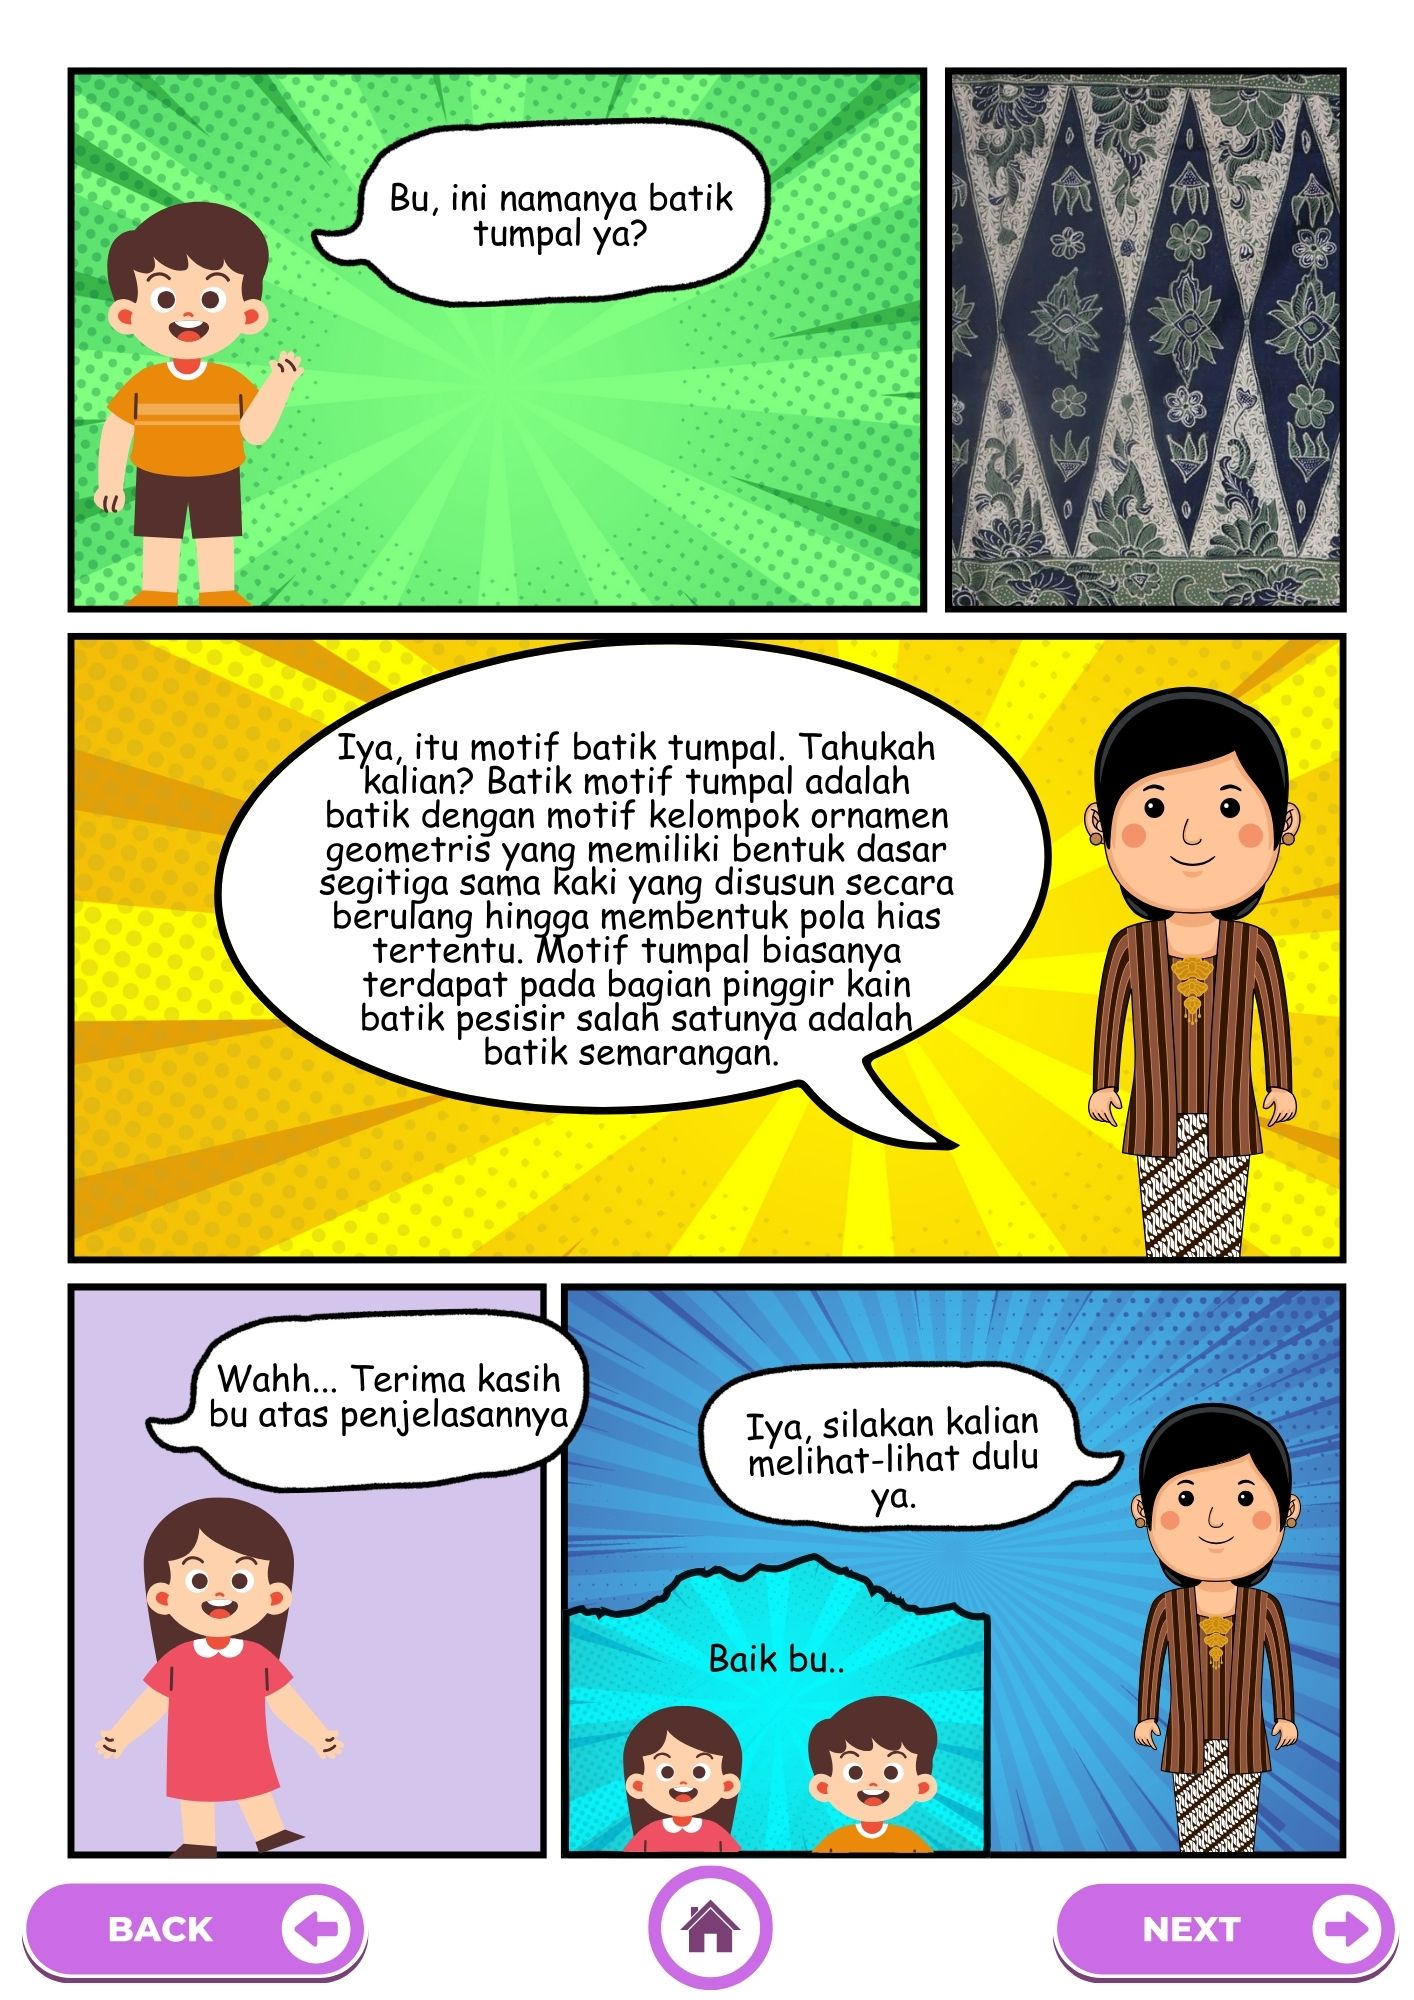 Bu, ini namanya batik
tumpal ya?
Iya, itu motif batik tumpal. Tahukah
kalian? Batik motif tumpal adalah
batik dengan motif kelompok ornamen
geometris yang memiliki bentuk dasar
segitiga sama kaki yang disusun secara
berulang hingga membentuk pola hias
tertentu. Motif tumpal biasanya
terdapat pada bagian pinggir kain
batik pesisir salah satunya adalah
batik semarangan.
Wahh... Terima kasih
bu atas penjelasannya
Iya, silakan kalian
melihat-lihat dulu
ya.
Baik bu..
BACK
NEXT